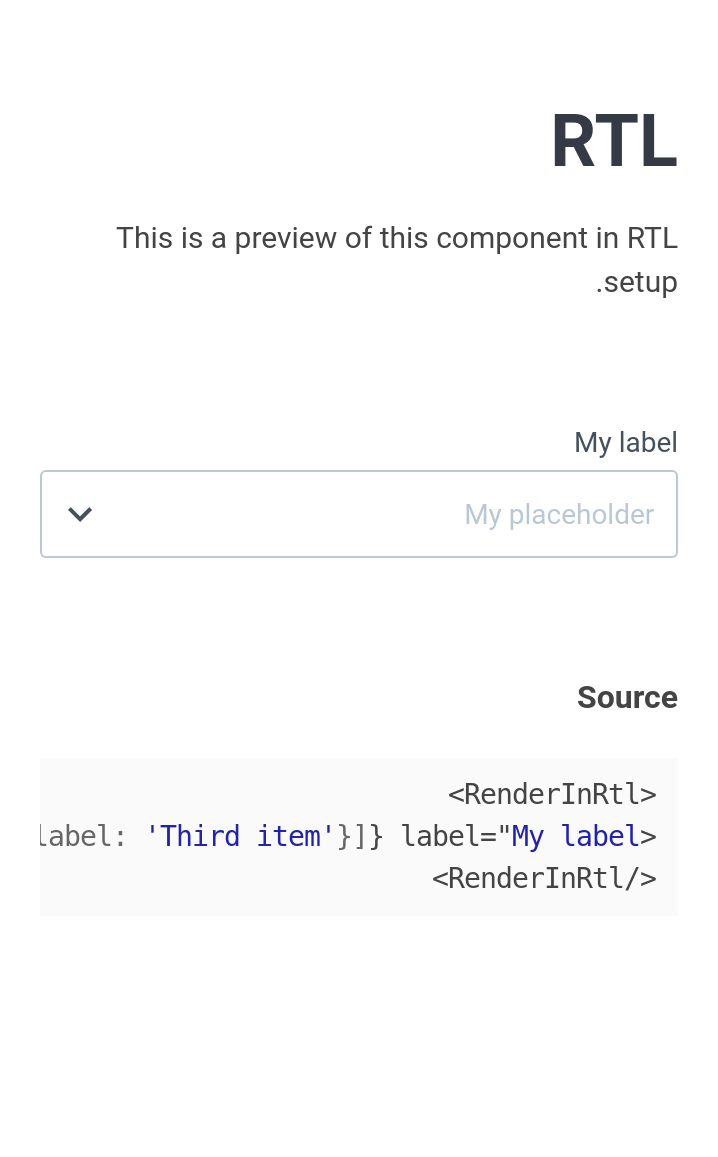 RTL
This is a preview of this component in RTL
.setup
My label
My placeholder
Source
<RenderInRtl>
label: 'Third item'}]} label="My label>
<RenderInRtl/>